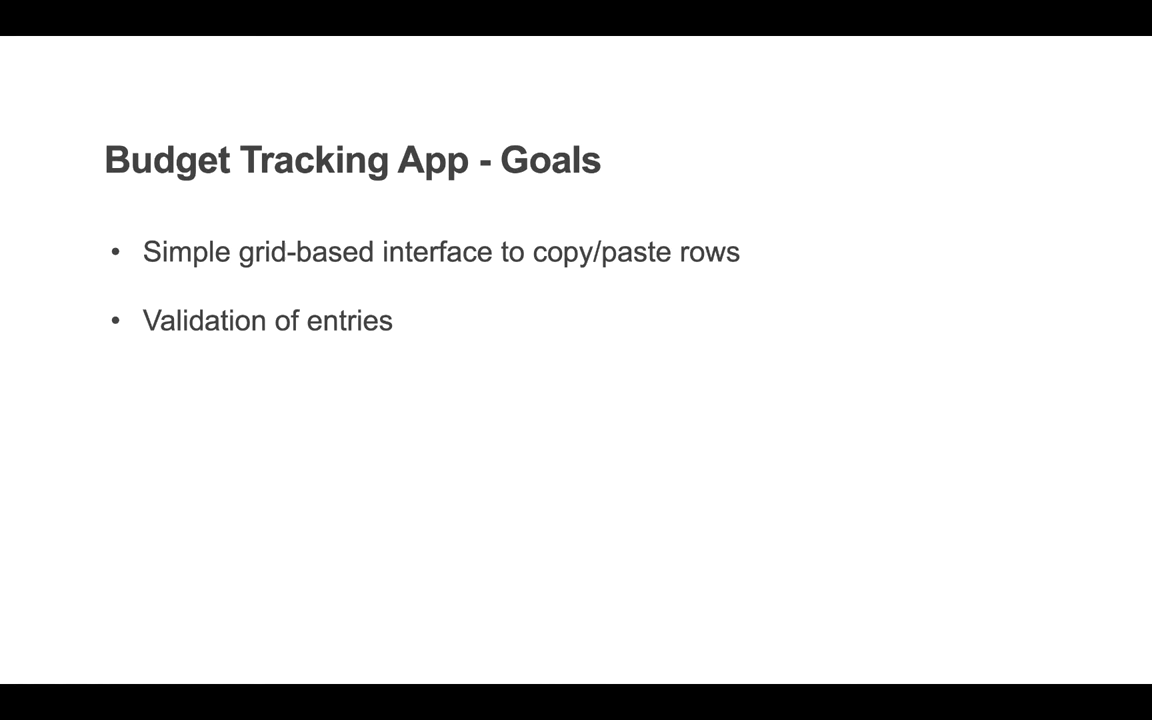 Budget Tracking App - Goals
• Simple grid-based interface to copy/paste rows
• Validation of entries